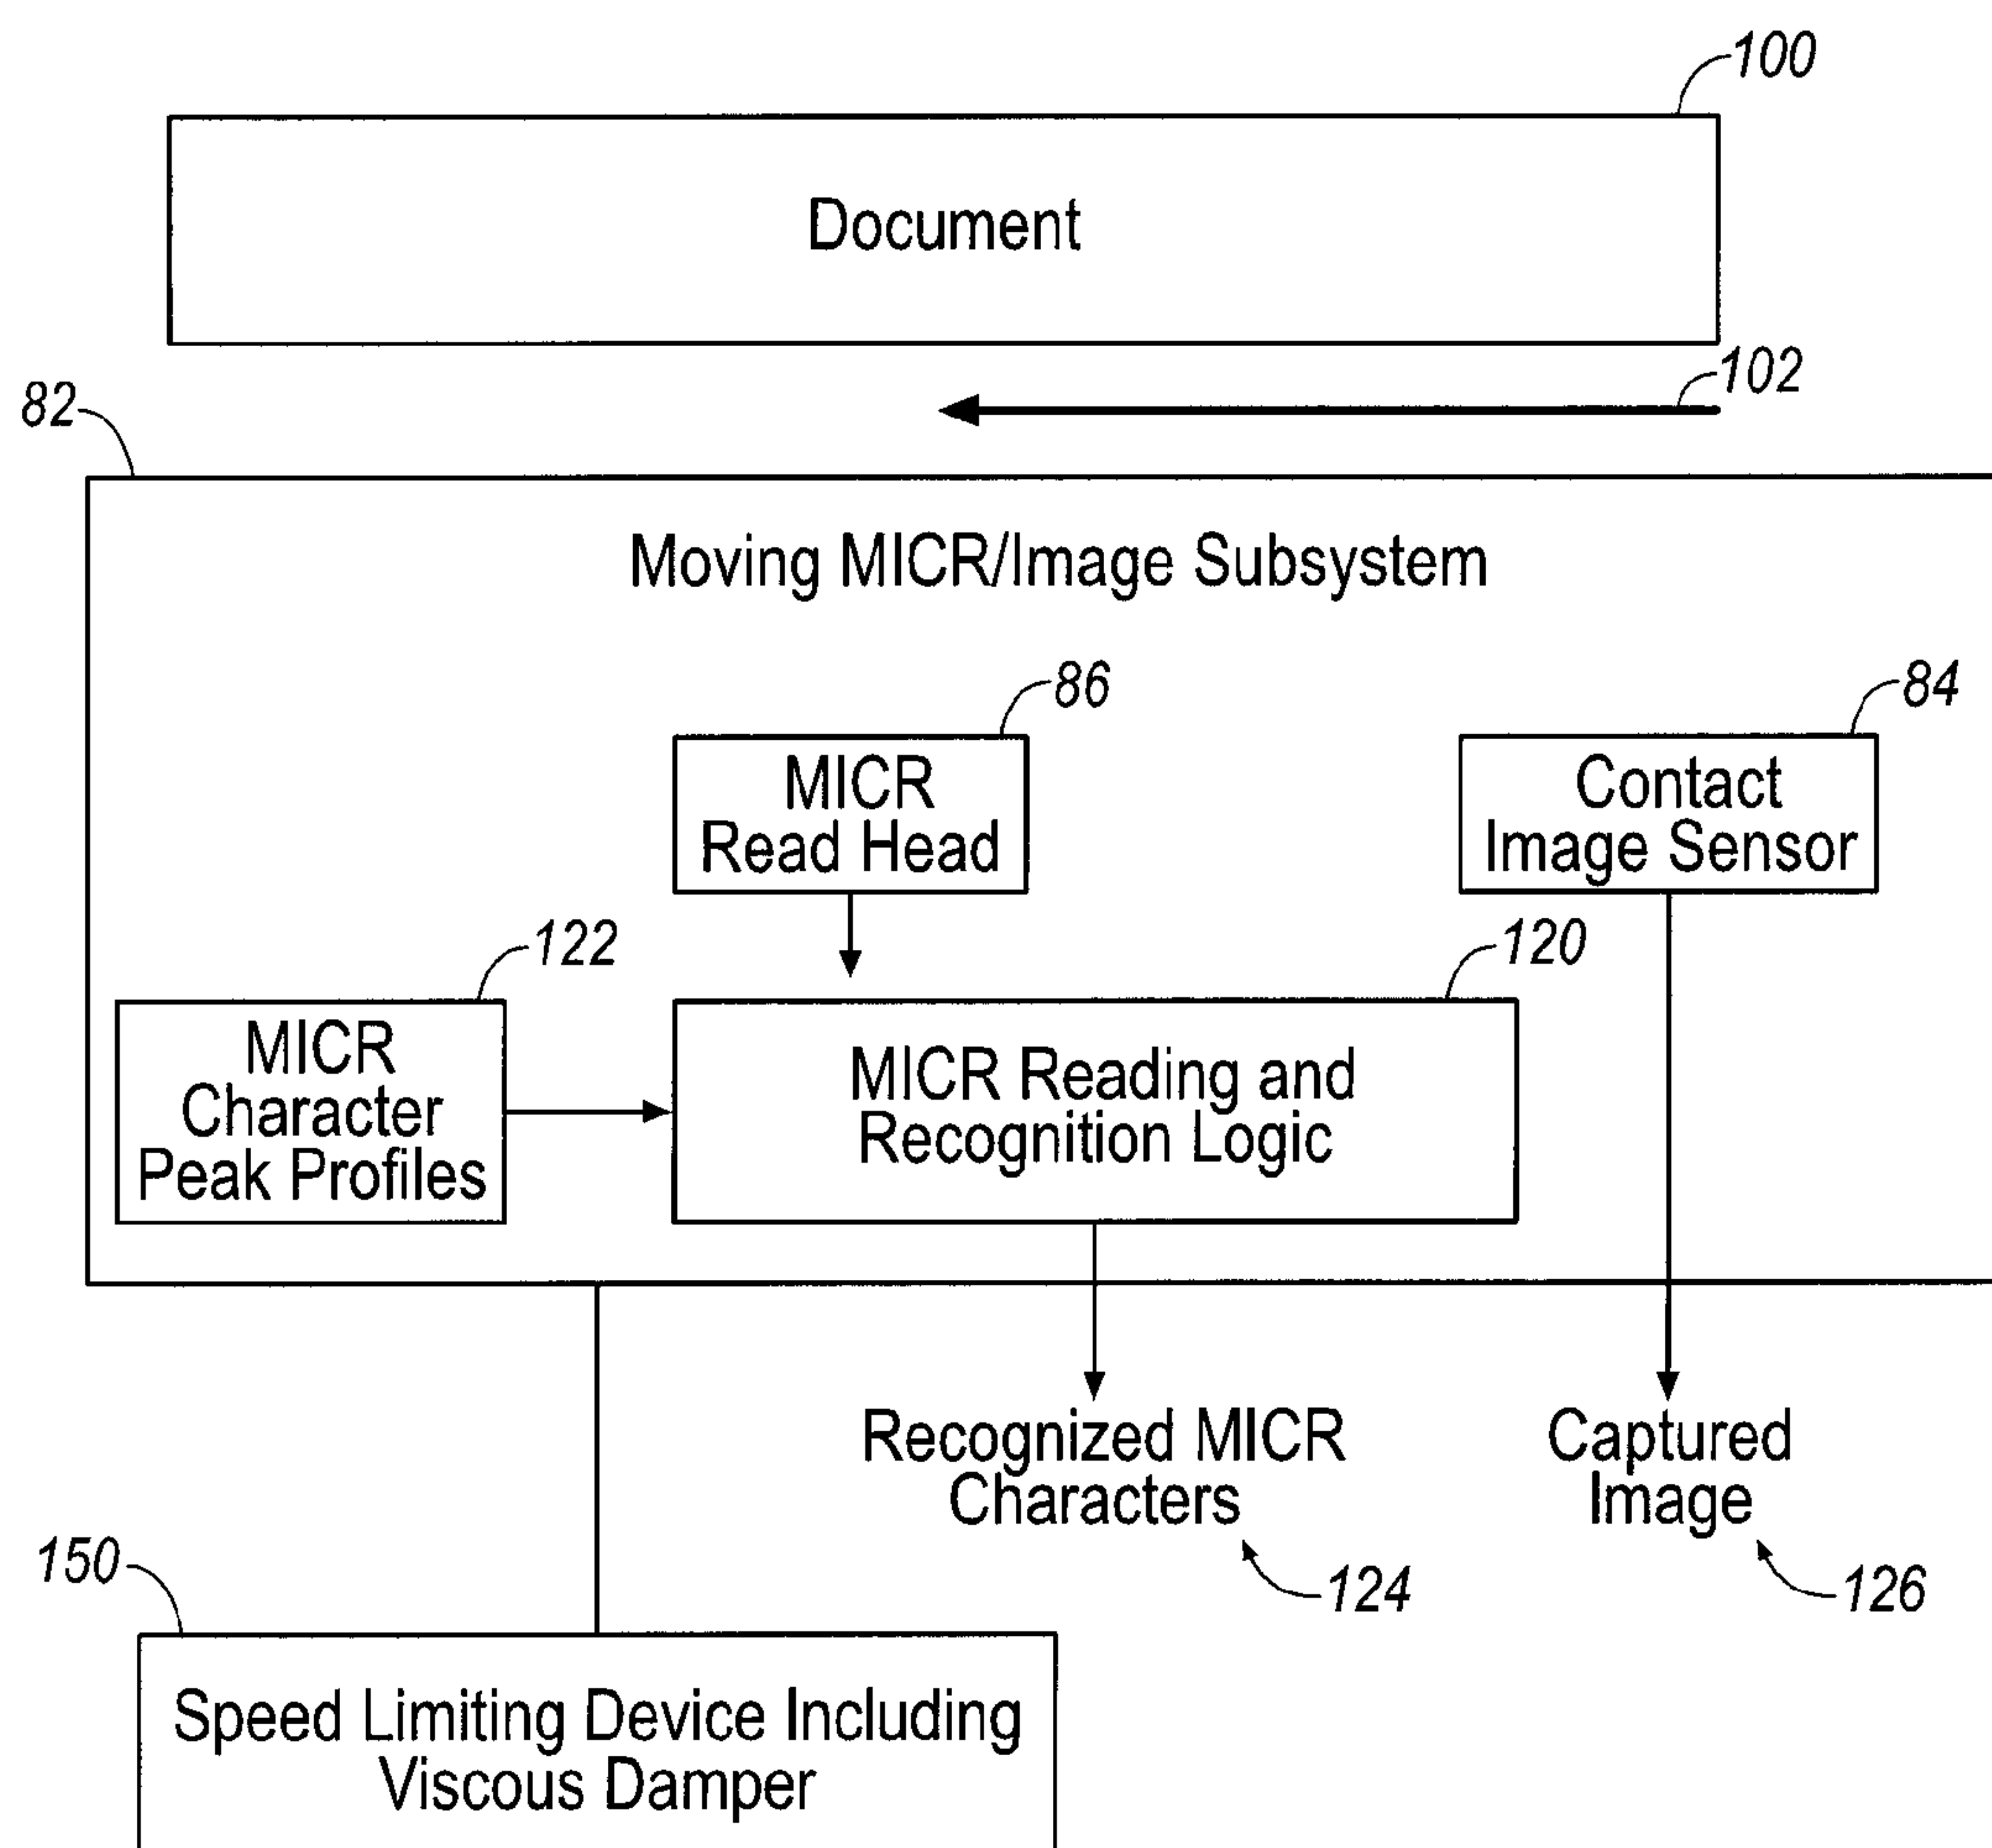 100
Document
102
82
Moving MICR/Image Subsystem
86
84
MICR
Read Head
Contact
Image Sensor
122
120
MICR
Character
Peak Profiles
MICR Reading and
Recognition Logic
Recognized MICR
Characters
Captured
Image
124
126
150
Speed Limiting Device Including
Viscous Damper